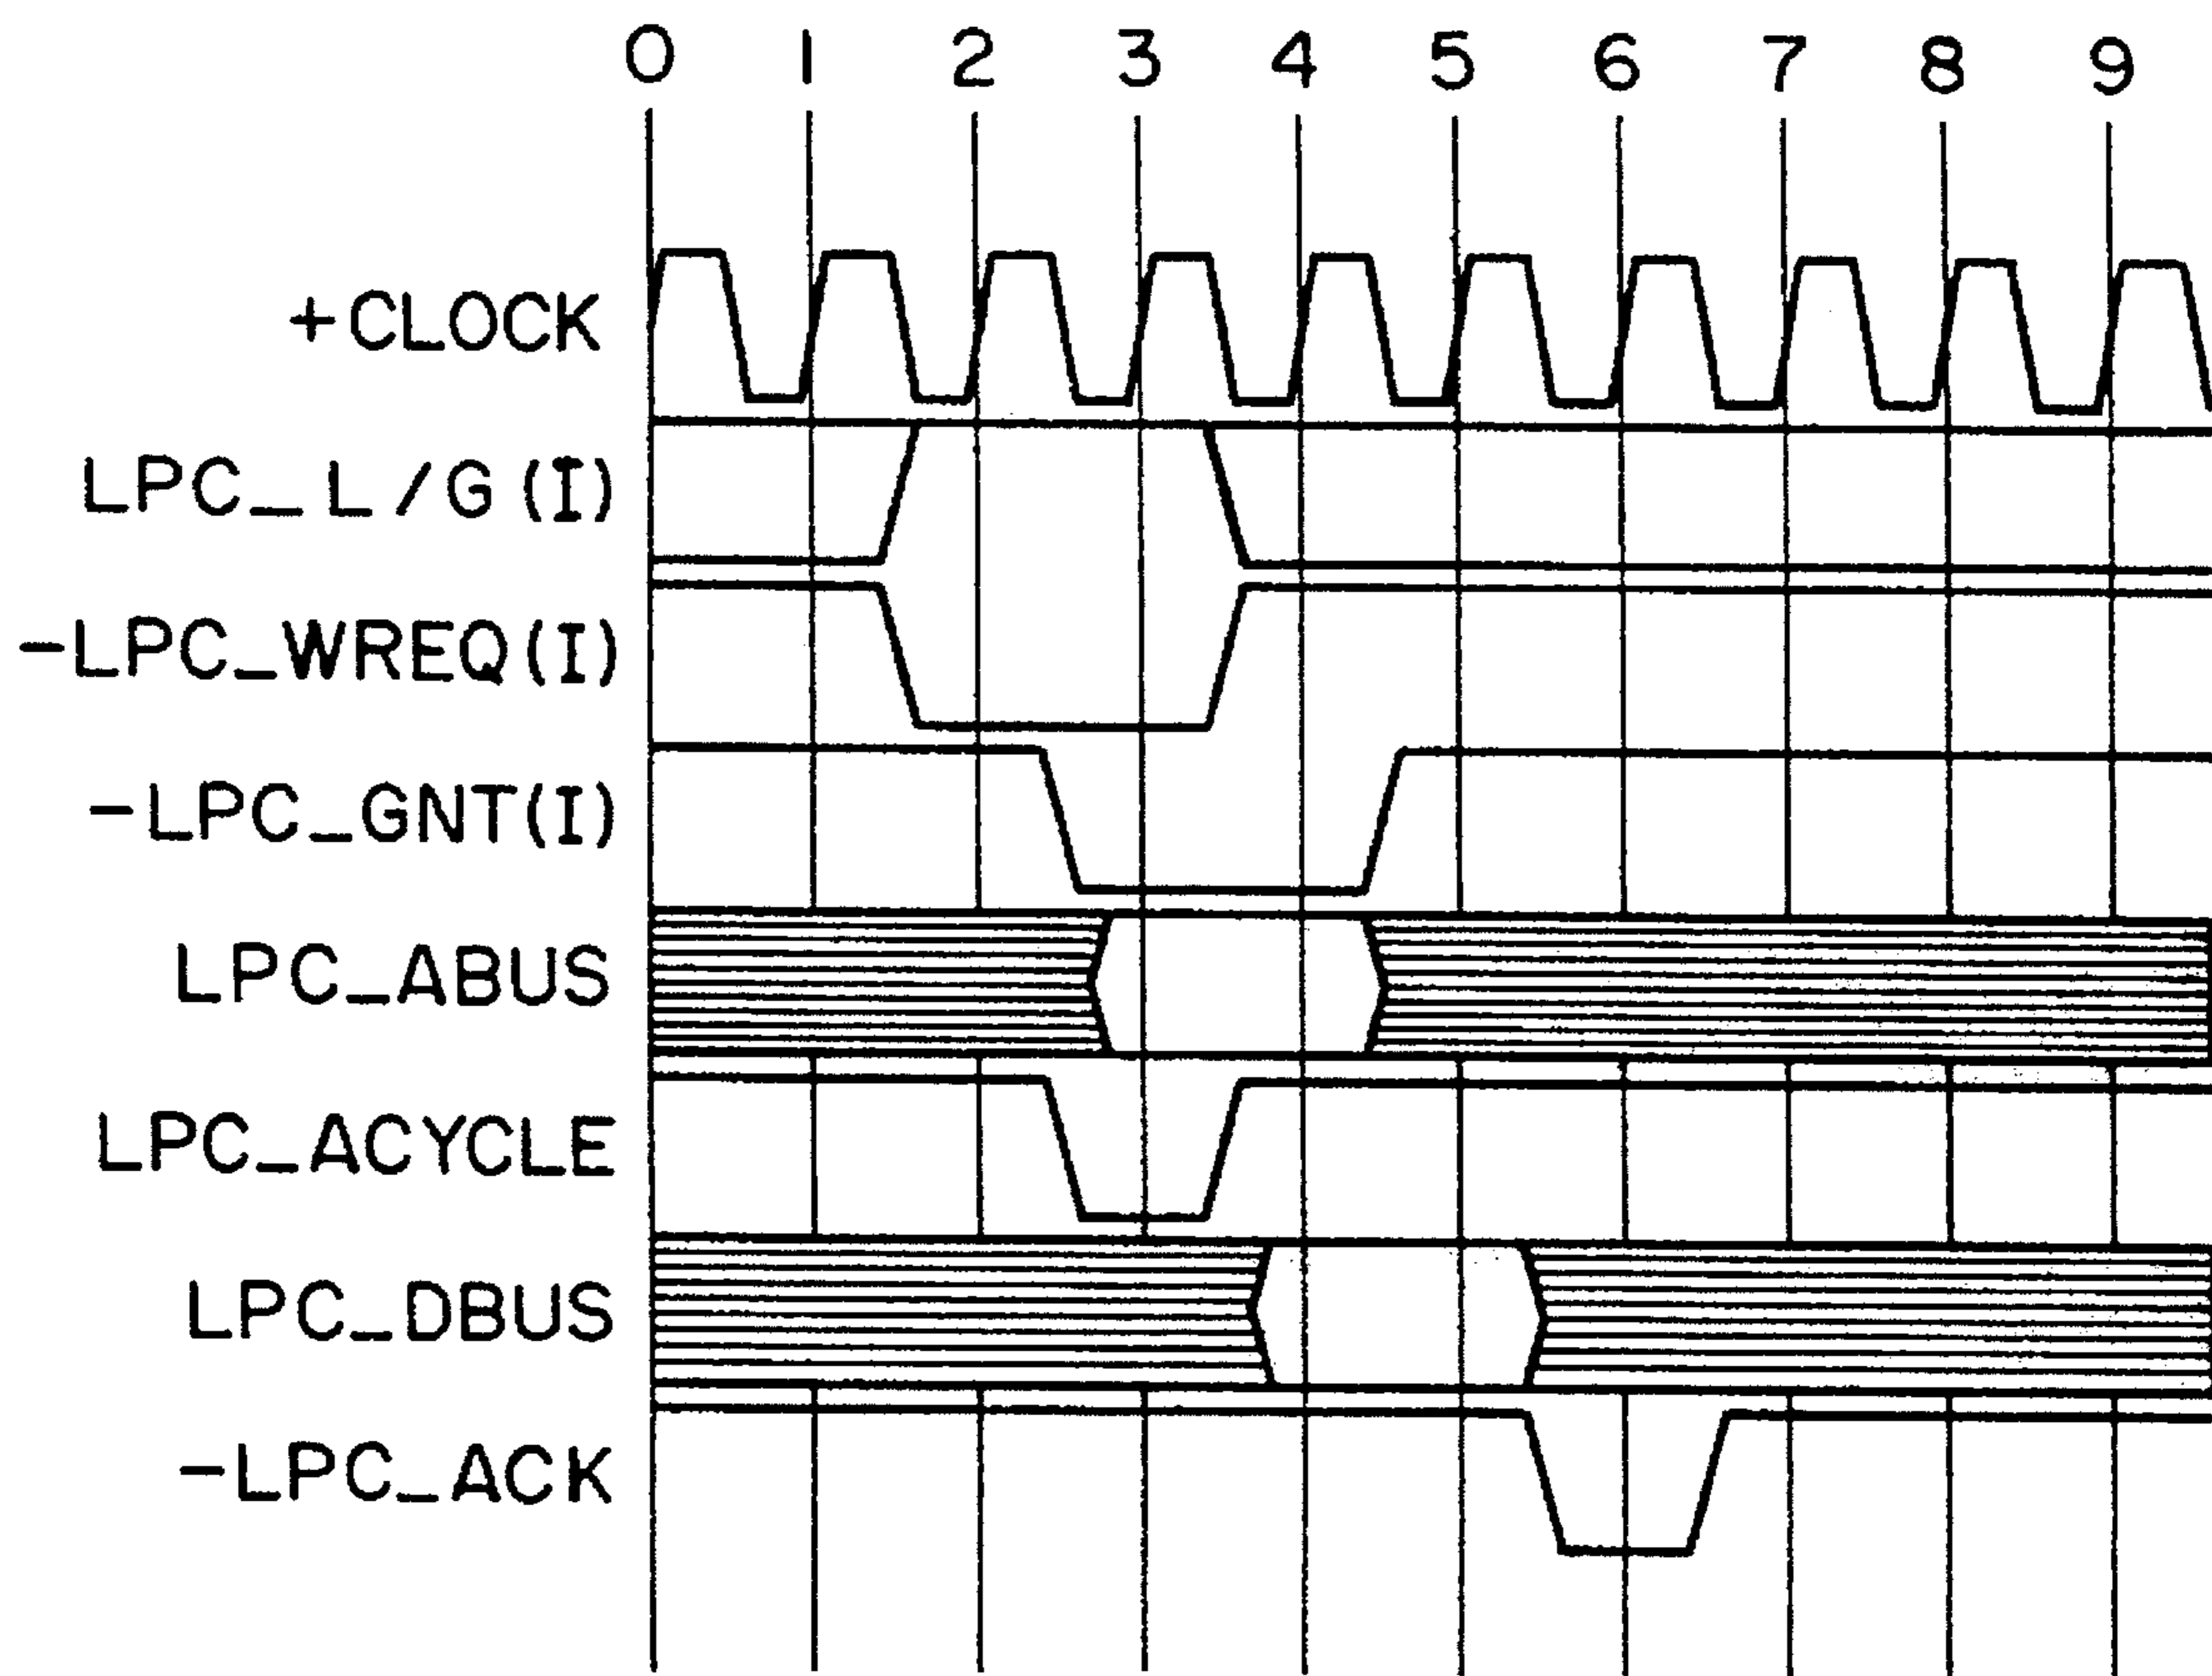 0 1 2 3 4 5 6 7 8 9
+CLOCK
LPC_L/G(I)
-LPC_WREQ(I)
-LPC_GNT(I)
LPC_ABUS
LPC_ACYCLE
LPC_DBUS
-LPC_ACK